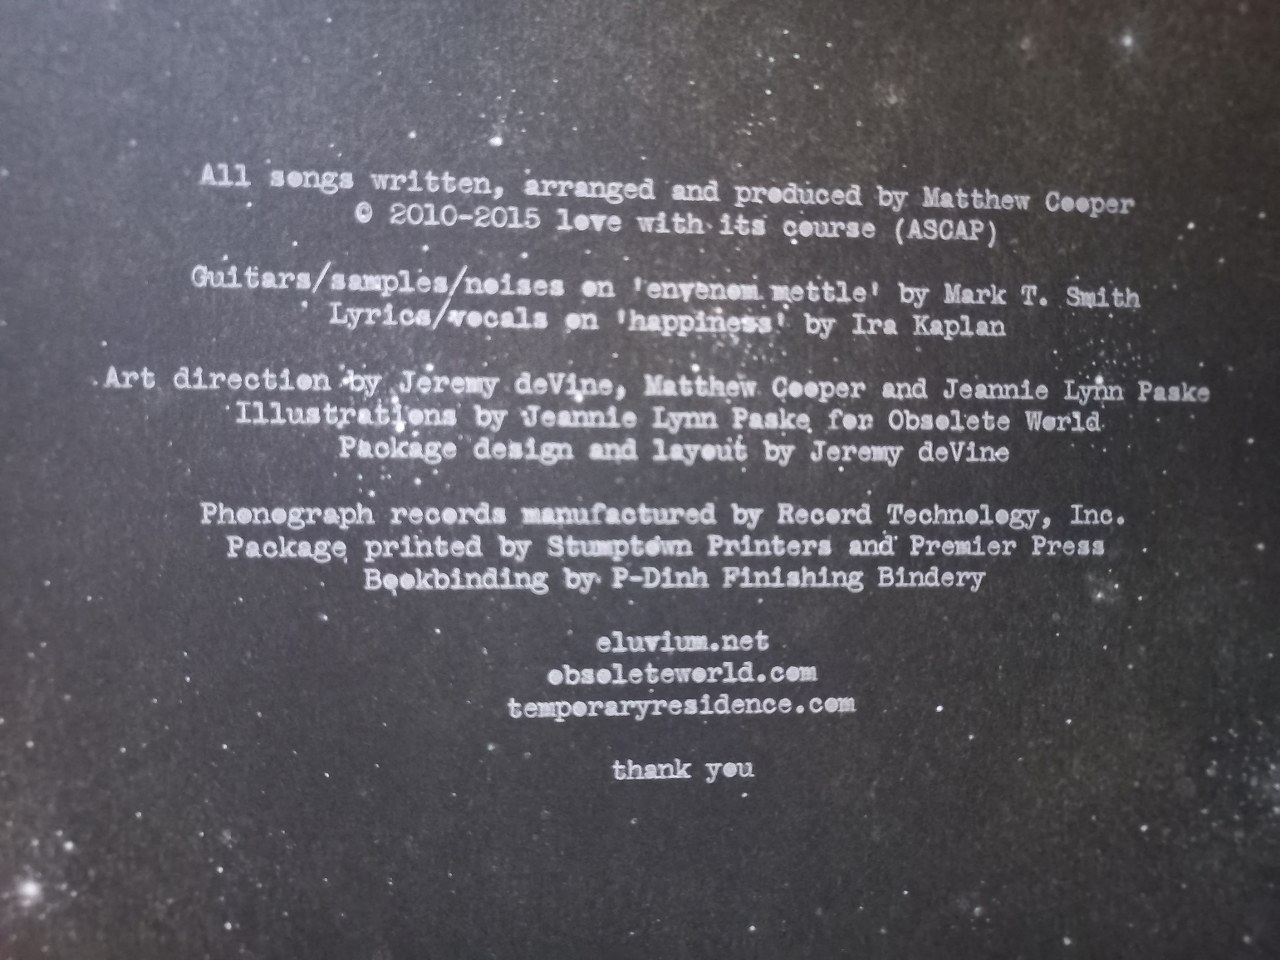 All songs written, arranged and produced by Matthew Cooper
© 2010-2015 love with its course (ASCAP)
Guitars/samples/noises on 'envenom mettle' by Mark T. Smith
Lyrics/vocals on 'happiness' by Ira Kaplan
Art direction by Jeremy deVine, Matthew Cooper and Jeannie Lynn Paske
Illustrations by Jeannie Lynn Paske for Obsolete World
Package design and layout by Jeremy deVine
Phonograph records manufactured by Record Technology, Inc.
Package printed by Stumptown Printers and Premier Press
Bookbinding by P-Dinh Finishing Bindery
eluvium.net
obsoleteworld.com
temporaryresidence.com
thank you